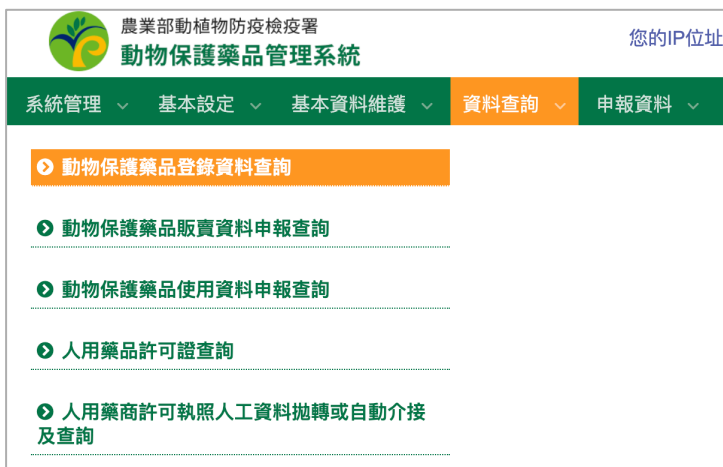 農業部動植物防疫檢疫署
動物保護藥品管理系統
您的IP位址
系統管理 基本設定 基本資料維護 資料查詢 申報資料
動物保護藥品登錄資料查詢
動物保護藥品販賣資料申報查詢
動物保護藥品使用資料申報查詢
人用藥品許可證查詢
人用藥商許可執照人工資料拋轉或自動介接
及查詢